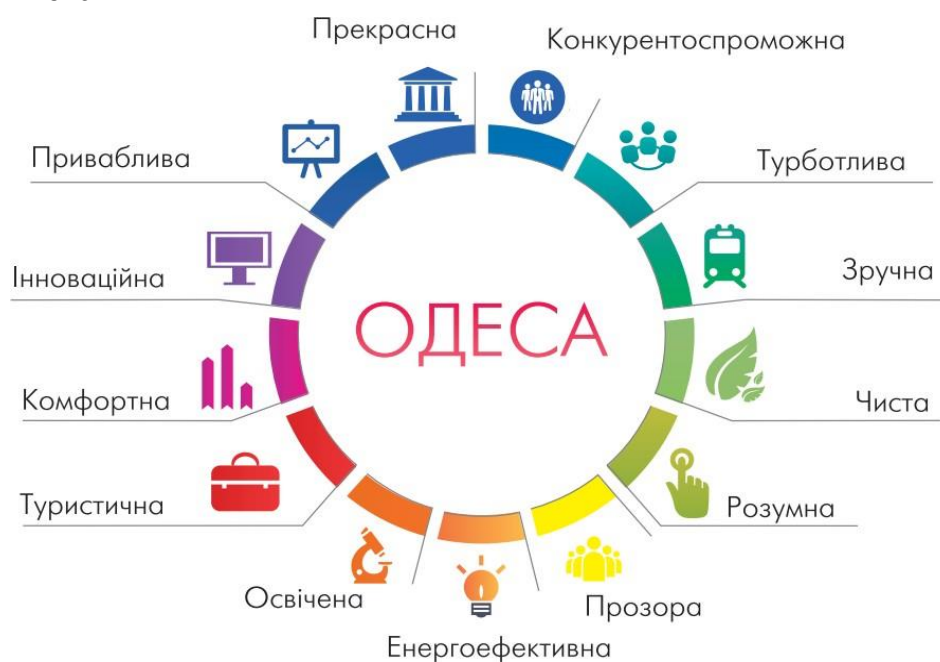 Прекрасна
Конкурентоспроможна
Приваблива
Турботлива
Інноваційна
Зручна
ОДЕСА
Комфортна
Чиста
Туристична
Розумна
Освічена
Прозора
Енергоефективна